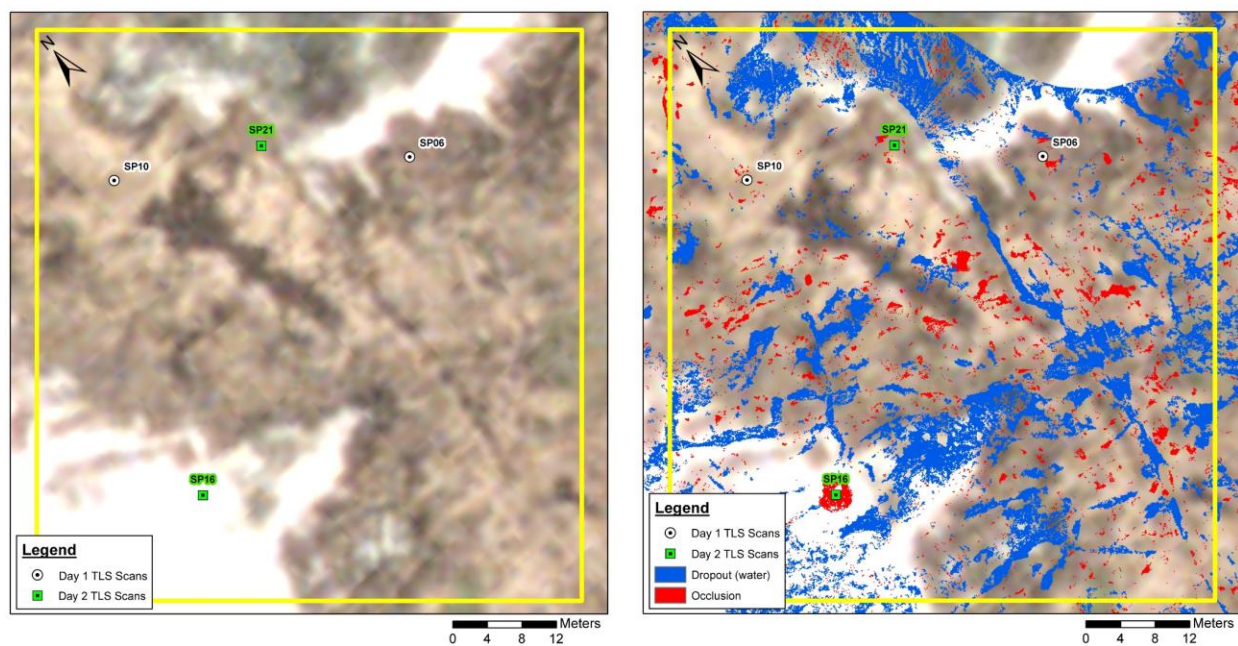 N
SP21
SP06
SP10
SP16
Legend
Day 1 TLS Scans
Day 2 TLS Scans
Meters
0 4 8 12
N
SP21
SP06
SP10
SP16
Legend
Day 1 TLS Scans
Day 2 TLS Scans
Dropout (water)
Occlusion
Meters
0 4 8 12